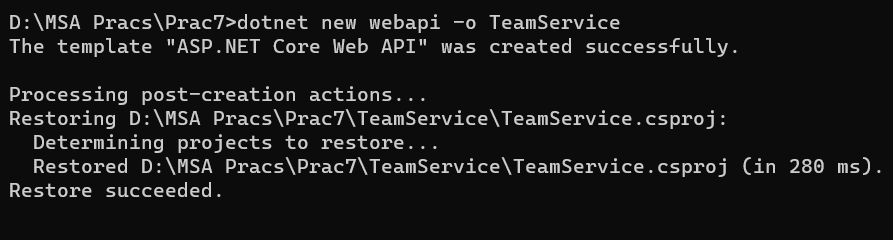 D:\MSA Pracs\Prac7>dotnet new webapi -o TeamService
The template "ASP.NET Core Web API" was created successfully.
Processing post-creation actions...
Restoring D:\MSA Pracs\Prac7\TeamService\TeamService.csproj:
  Determining projects to restore...
  Restored D:\MSA Pracs\Prac7\TeamService\TeamService.csproj (in 280 ms).
Restore succeeded.